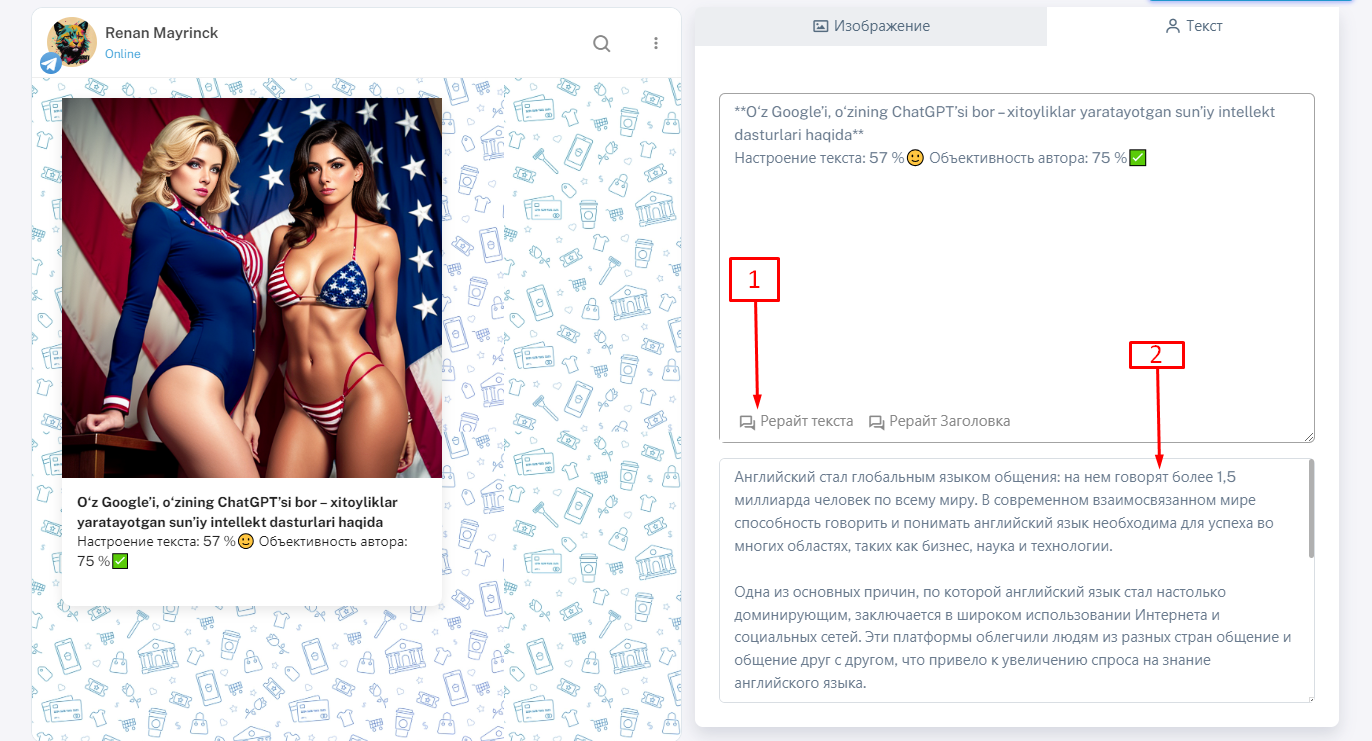 Renan Mayrinck
Online
O‘z Google’i, o‘zining ChatGPT’si bor – xitoyliklar
yaratayotgan sun’iy intellekt dasturlari haqida
Настроение текста: 57 %🙂 Объективность автора:
75 %✅
Изображение
Текст
**O‘z Google’i, o‘zining ChatGPT’si bor – xitoyliklar yaratayotgan sun’iy intellekt
dasturlari haqida**
Настроение текста: 57 %🙂 Объективность автора: 75 %✅
1
2
Рерайт текста
Рерайт Заголовка
Английский стал глобальным языком общения: на нем говорят более 1,5
миллиарда человек по всему миру. В современном взаимосвязанном мире
способность говорить и понимать английский язык необходима для успеха во
многих областях, таких как бизнес, наука и технологии.
Одна из основных причин, по которой английский язык стал настолько
доминирующим, заключается в широком использовании Интернета и
социальных сетей. Эти платформы облегчили людям из разных стран общение и
общение друг с другом, что привело к увеличению спроса на знание
английского языка.